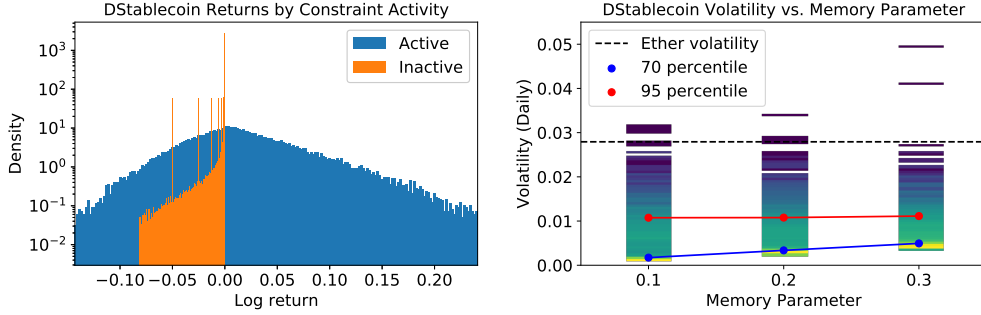 DStablecoin Returns by Constraint Activity
Density
10³
10²
10¹
10⁰
10⁻¹
10⁻²
Active
Inactive
−0.10 −0.05 0.00 0.05 0.10 0.15 0.20
Log return
DStablecoin Volatility vs. Memory Parameter
Volatility (Daily)
0.05
0.04
0.03
0.02
0.01
0.00
Ether volatility
70 percentile
95 percentile
0.1 0.2 0.3
Memory Parameter